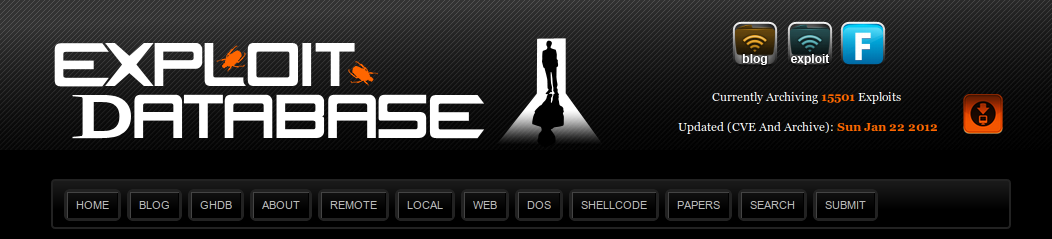 EXPLOIT
DATABASE
blog
exploit
F
Currently Archiving 15501 Exploits
Updated (CVE And Archive): Sun Jan 22 2012
HOME BLOG GHDB ABOUT REMOTE LOCAL WEB DOS SHELLCODE PAPERS SEARCH SUBMIT